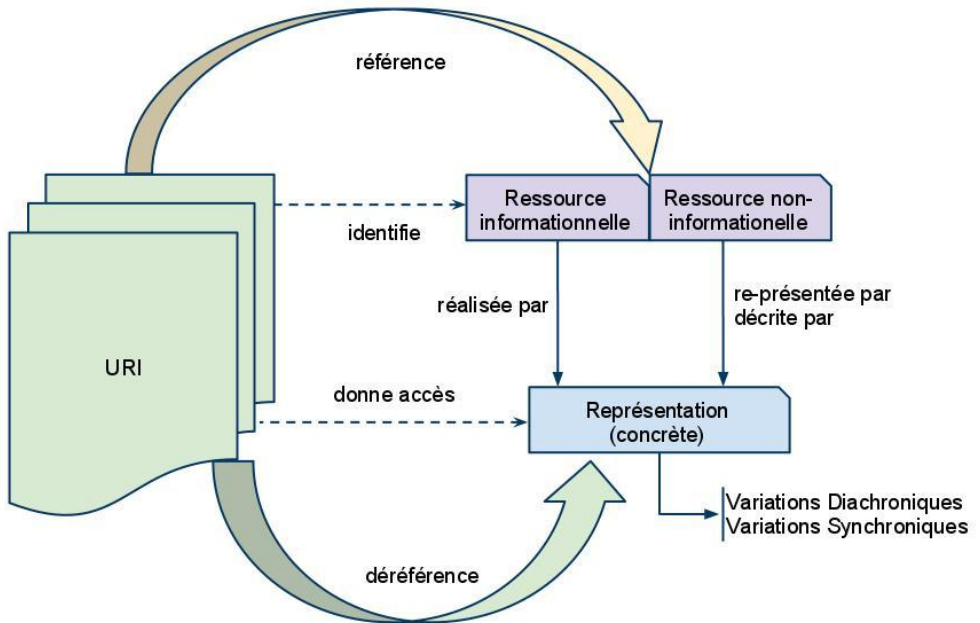 référence
Ressource
informationnelle
Ressource non-
informationelle
identifie
réalisée par
re-présentée par
décrite par
URI
donne accès
Représentation
(concrète)
Variations Diachroniques
Variations Synchroniques
déréférence